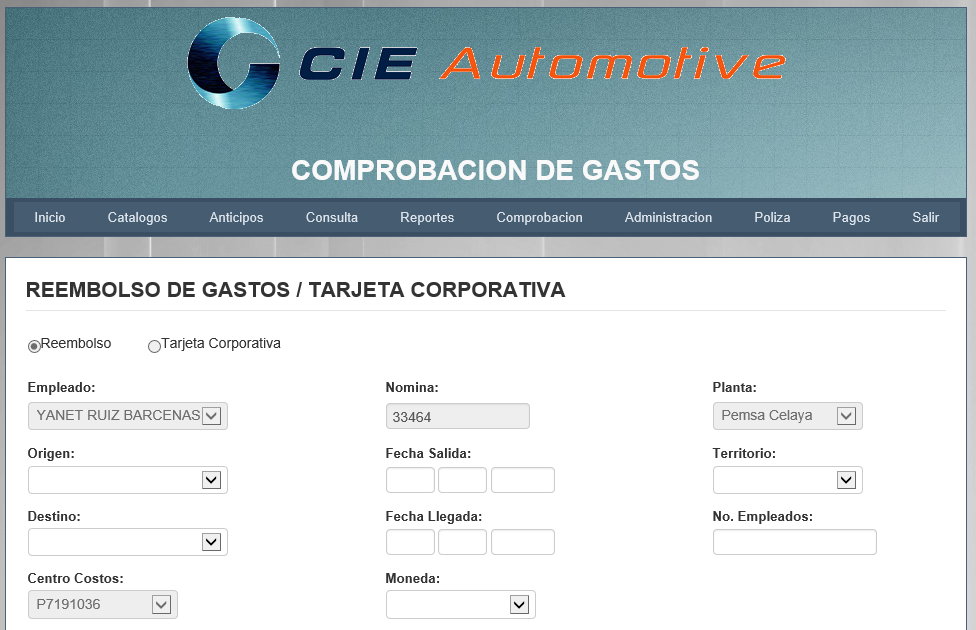 CIE Automotive
COMPROBACION DE GASTOS
Inicio Catalogos Anticipos Consulta Reportes Comprobacion Administracion Poliza Pagos Salir
REEMBOLSO DE GASTOS / TARJETA CORPORATIVA
Reembolso Tarjeta Corporativa
Empleado: Nomina: Planta:
YANET RUIZ BARCENAS 33464 Pemsa Celaya
Origen: Fecha Salida: Territorio:
Destino: Fecha Llegada: No. Empleados:
Centro Costos: Moneda:
P7191036